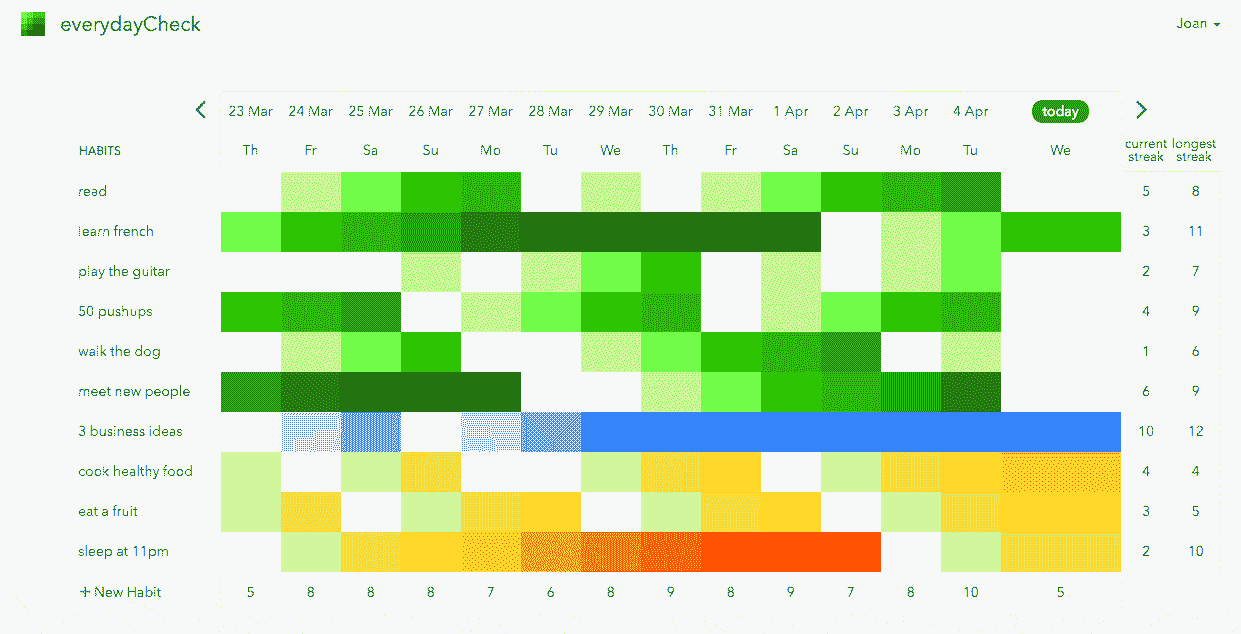 everydayCheck
Joan
23 Mar 24 Mar 25 Mar 26 Mar 27 Mar 28 Mar 29 Mar 30 Mar 31 Mar 1 Apr 2 Apr 3 Apr 4 Apr today
HABITS Th Fr Sa Su Mo Tu We Th Fr Sa Su Mo Tu We current streak longest streak
read 5 8
learn french 3 11
play the guitar 2 7
50 pushups 4 9
walk the dog 1 6
meet new people 6 9
3 business ideas 10 12
cook healthy food 4 4
eat a fruit 3 5
sleep at 11pm 2 10
+ New Habit 5 8 8 8 7 6 8 9 8 9 7 8 10 5